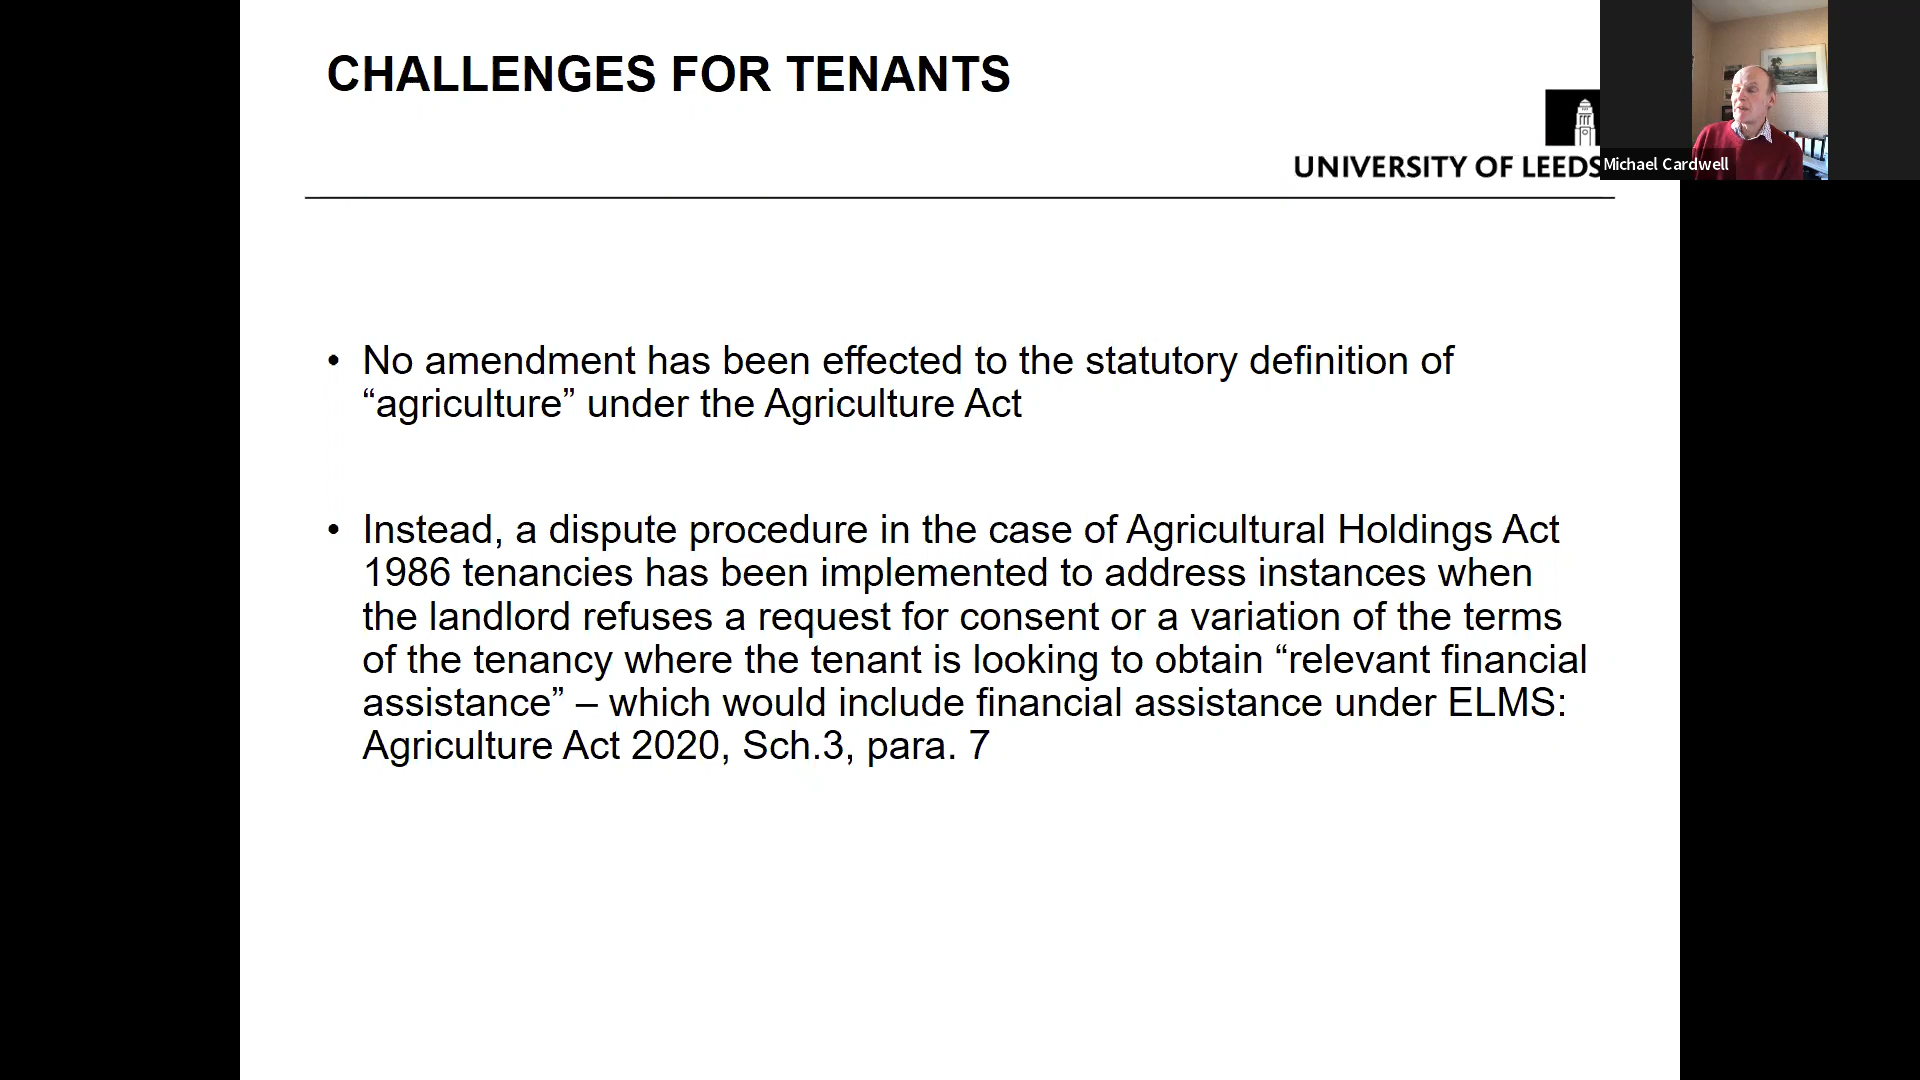 CHALLENGES FOR TENANTS
UNIVERSITY OF LEEDS
Michael Cardwell
• No amendment has been effected to the statutory definition of
“agriculture” under the Agriculture Act
• Instead, a dispute procedure in the case of Agricultural Holdings Act
1986 tenancies has been implemented to address instances when
the landlord refuses a request for consent or a variation of the terms
of the tenancy where the tenant is looking to obtain “relevant financial
assistance” – which would include financial assistance under ELMS:
Agriculture Act 2020, Sch.3, para. 7